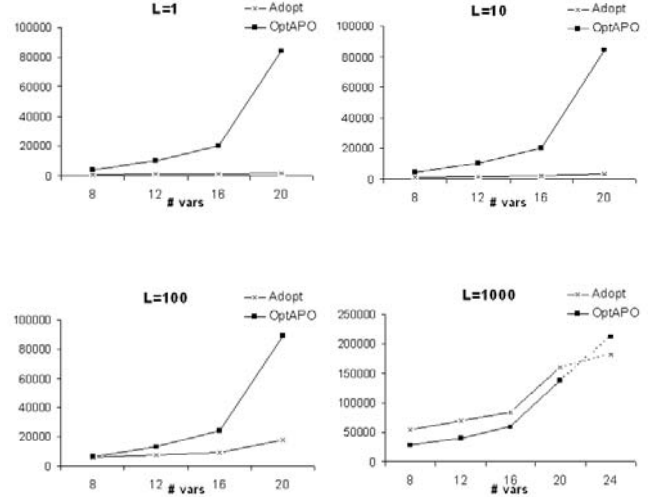 L=1
Adopt
OptAPO
100000
80000
60000
40000
20000
0
8 12 16 20
# vars
L=10
Adopt
OptAPO
100000
80000
60000
40000
20000
0
8 12 16 20
# vars
L=100
Adopt
OptAPO
100000
80000
60000
40000
20000
0
8 12 16 20
# vars
L=1000
Adopt
OptAPO
250000
200000
150000
100000
50000
0
8 12 16 20 24
# vars